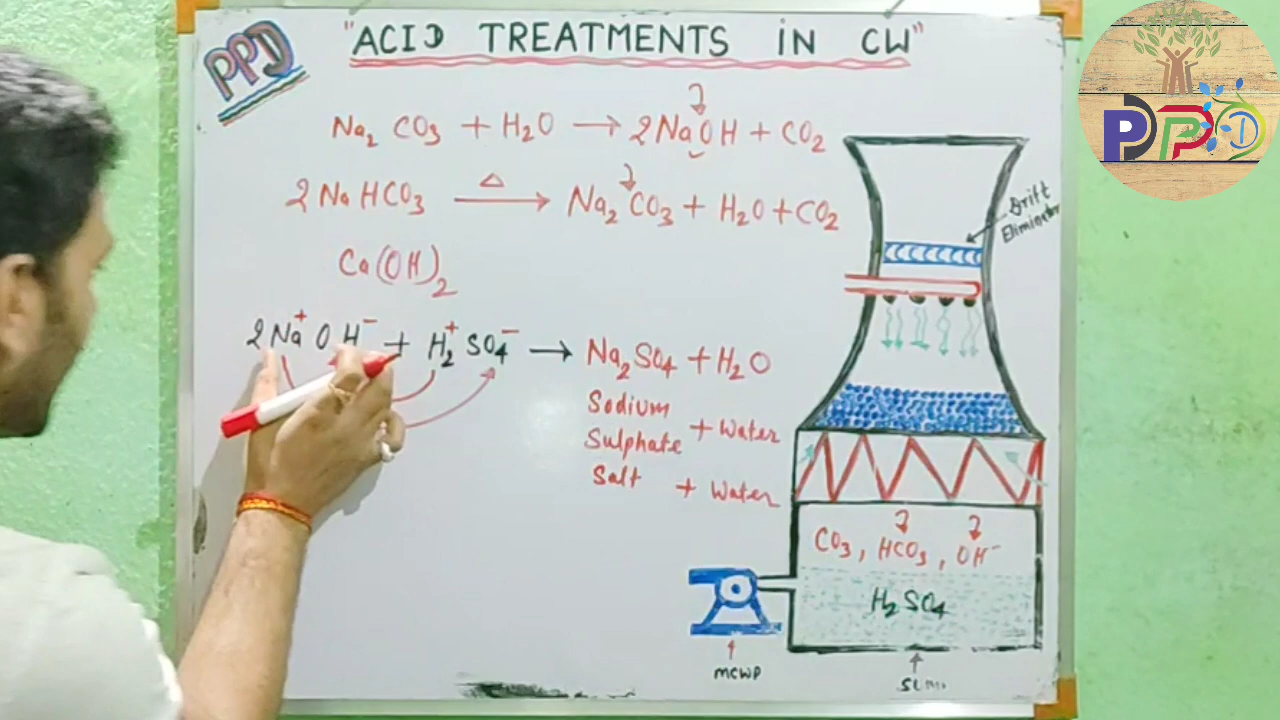 PPD
"ACID TREATMENTS IN CW"
Na₂ CO₃ + H₂O → 2NaOH + CO₂
2NaHCO₃ —Δ→ Na₂CO₃ + H₂O + CO₂
Ca(OH)₂
2Na⁺OH⁻ + H₂⁺SO₄⁻ → Na₂SO₄ + H₂O
Sodium
Sulphate + Water
Salt + Water
Drift
Eliminator
CO₃, HCO₃, OH⁻
H₂SO₄
MCWP
PPD